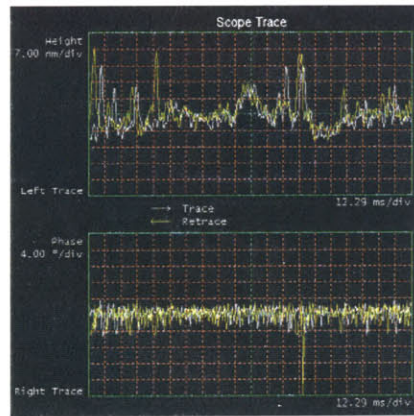 Scope Trace
Height
7.00 nm/div
Left Trace
12.29 ms/div
Trace
Retrace
Phase
4.00 °/div
Right Trace
12.29 ms/div